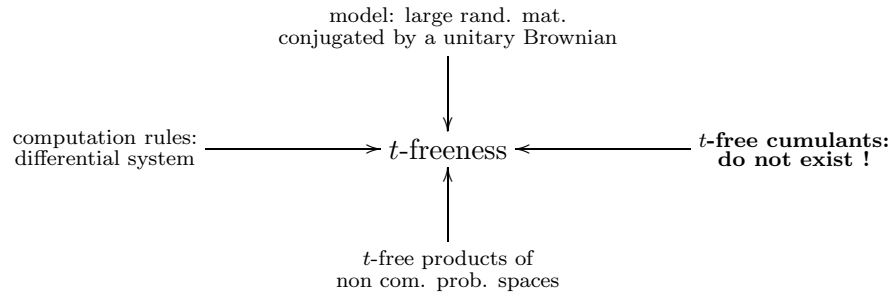 model: large rand. mat.
conjugated by a unitary Brownian
computation rules:
differential system
t-freeness
t-free cumulants:
do not exist !
t-free products of
non com. prob. spaces